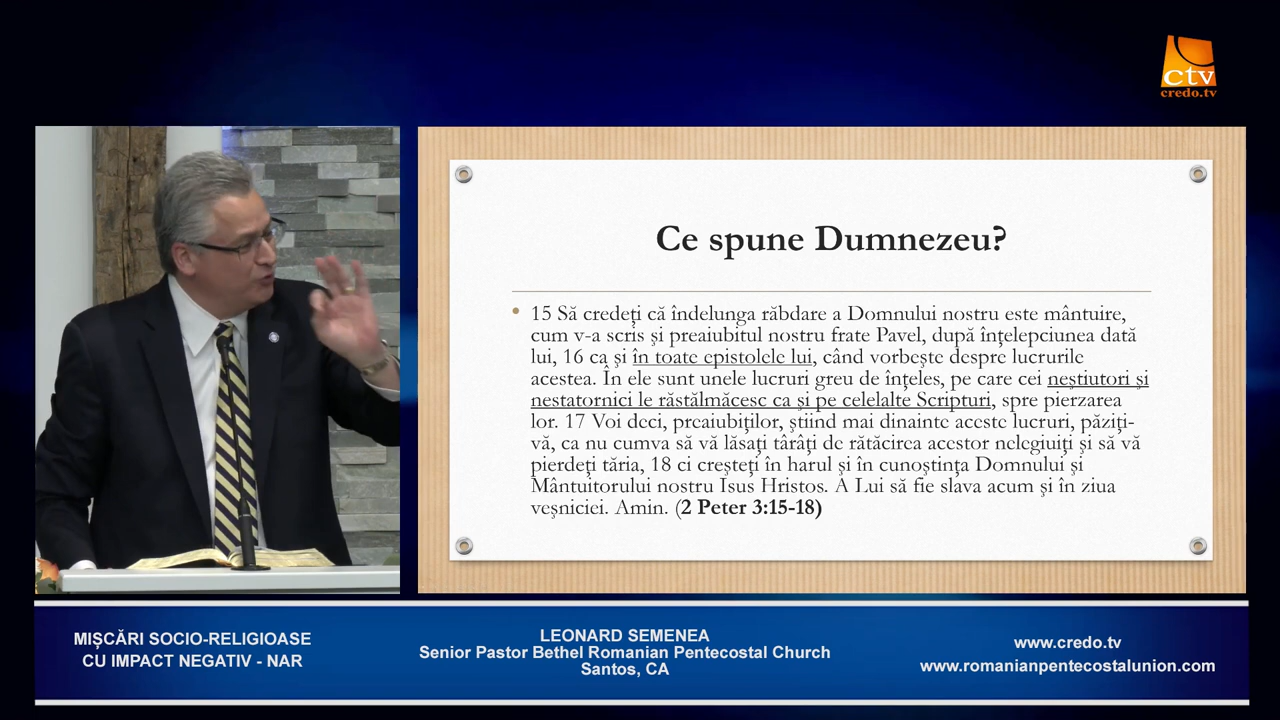 ctv
credo.tv
Ce spune Dumnezeu?
• 15 Să credeți că îndelunga răbdare a Domnului nostru este mântuire,
cum v-a scris și preaiubitul nostru frate Pavel, după înțelepciunea dată
lui, 16 ca și în toate epistolele lui, când vorbește despre lucrurile
acestea. În ele sunt unele lucruri greu de înțeles, pe care cei neștiutori și
nestatornici le răstălmăcesc ca și pe celelalte Scripturi, spre pierzarea
lor. 17 Voi deci, preaiubiților, știind mai dinainte aceste lucruri, păziți-
vă, ca nu cumva să vă lăsați târâți de rătăcirea acestor nelegiuiți și să vă
pierdeți tăria, 18 ci creșteți în harul și în cunoștința Domnului și
Mântuitorului nostru Isus Hristos. A Lui să fie slava acum și în ziua
veșniciei. Amin. (2 Peter 3:15-18)
MIȘCĂRI SOCIO-RELIGIOASE
CU IMPACT NEGATIV - NAR
LEONARD SEMENEA
Senior Pastor Bethel Romanian Pentecostal Church
Santos, CA
www.credo.tv
www.romanianpentecostalunion.com